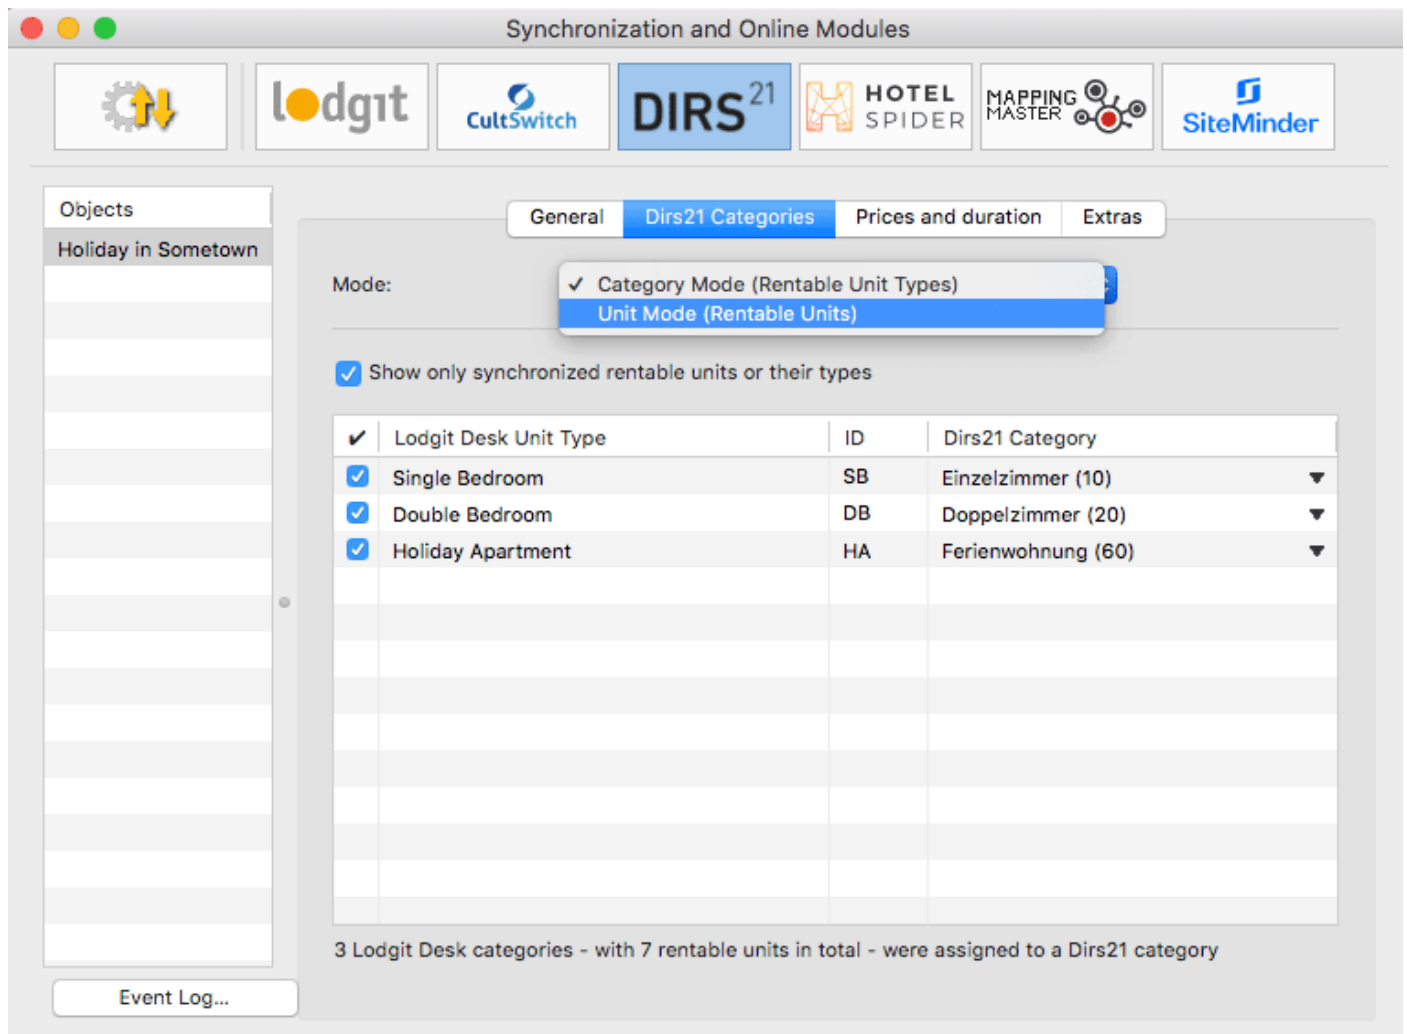 Synchronization and Online Modules
lodgit
CultSwitch
DIRS21
HOTEL
SPIDER
MAPPING
MASTER
SiteMinder
Objects
Holiday in Sometown
General Dirs21 Categories Prices and duration Extras
Mode:
✓ Category Mode (Rentable Unit Types)
Unit Mode (Rentable Units)
Show only synchronized rentable units or their types
✔ Lodgit Desk Unit Type ID Dirs21 Category
Single Bedroom SB Einzelzimmer (10)
Double Bedroom DB Doppelzimmer (20)
Holiday Apartment HA Ferienwohnung (60)
3 Lodgit Desk categories - with 7 rentable units in total - were assigned to a Dirs21 category
Event Log...